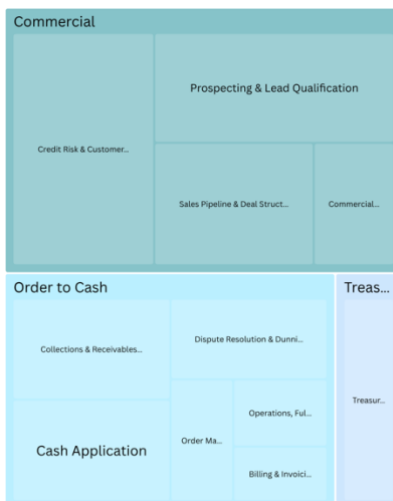 Commercial
Prospecting & Lead Qualification
Credit Risk & Customer...
Sales Pipeline & Deal Struct...
Commercial...
Order to Cash
Treas...
Collections & Receivables...
Dispute Resolution & Dunni...
Treasur...
Operations, Ful...
Order Ma...
Cash Application
Billing & Invoici...